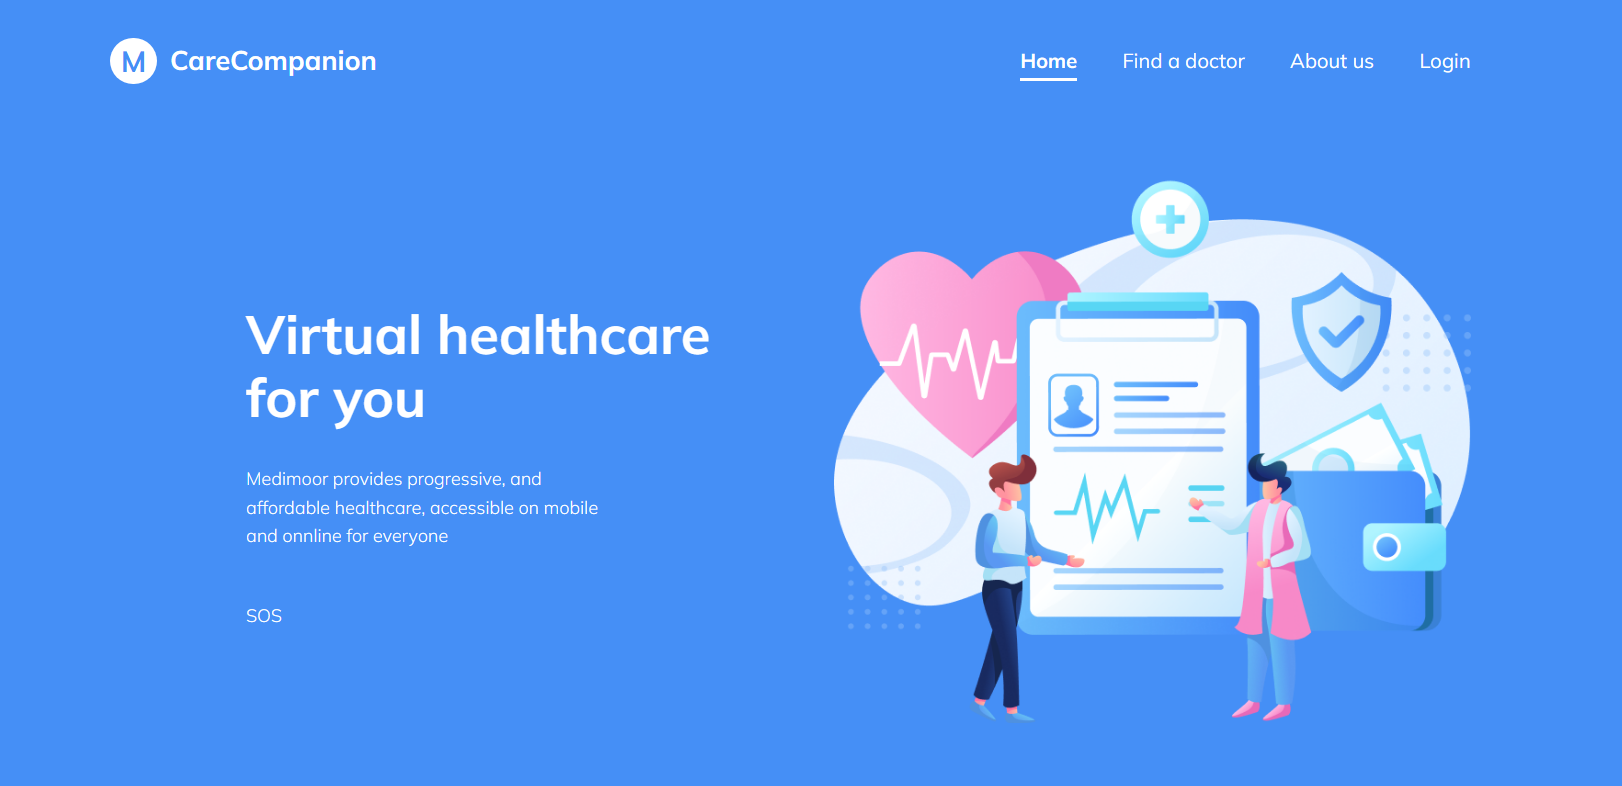 M CareCompanion
Home Find a doctor About us Login
Virtual healthcare
for you
Medimoor provides progressive, and
affordable healthcare, accessible on mobile
and onnline for everyone
SOS